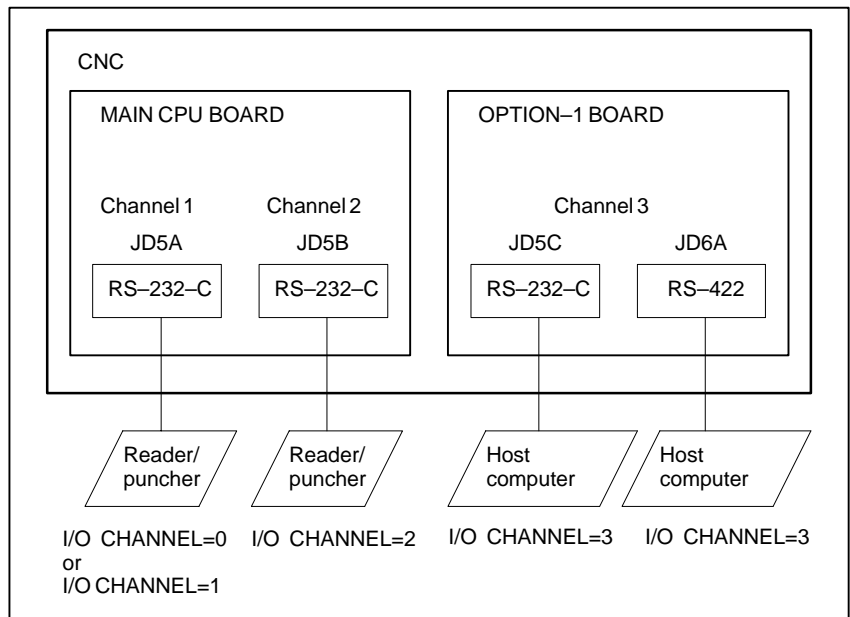 CNC
MAIN CPU BOARD
OPTION–1 BOARD
Channel 1
Channel 2
Channel 3
JD5A
JD5B
JD5C
JD6A
RS–232–C
RS–232–C
RS–232–C
RS–422
Reader/
puncher
Reader/
puncher
Host
computer
Host
computer
I/O CHANNEL=0
or
I/O CHANNEL=1
I/O CHANNEL=2
I/O CHANNEL=3
I/O CHANNEL=3